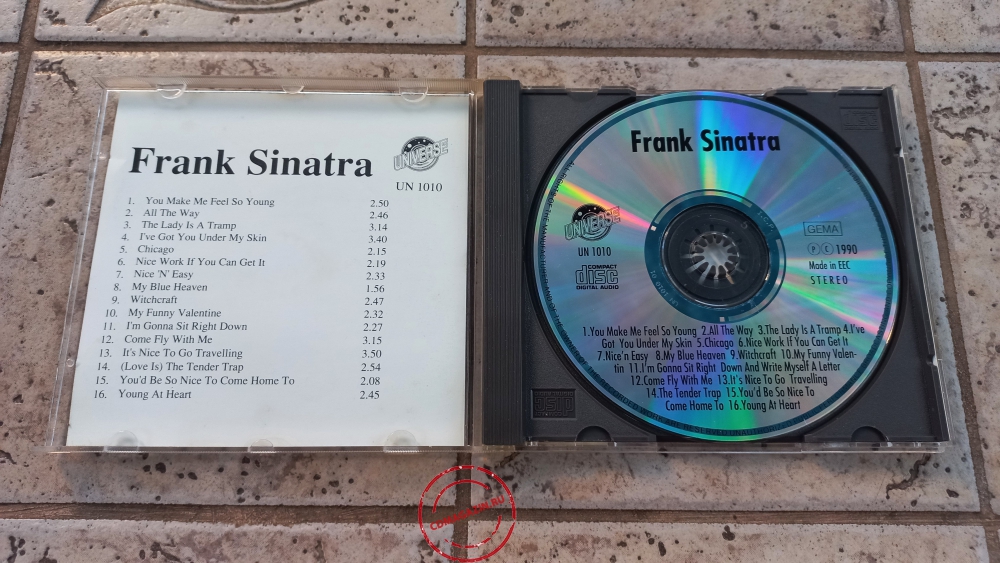 Frank Sinatra
UNIVERSE
UN 1010
1. You Make Me Feel So Young 2.50
2. All The Way 2.46
3. The Lady Is A Tramp 3.14
4. I've Got You Under My Skin 3.40
5. Chicago 2.15
6. Nice Work If You Can Get It 2.19
7. Nice 'N' Easy 2.33
8. My Blue Heaven 1.56
9. Witchcraft 2.47
10. My Funny Valentine 2.32
11. I'm Gonna Sit Right Down 2.27
12. Come Fly With Me 3.15
13. It's Nice To Go Travelling 3.50
14. (Love Is) The Tender Trap 2.54
15. You'd Be So Nice To Come Home To 2.08
16. Young At Heart 2.45
Frank Sinatra
UNIVERSE
UN 1010
COMPACT
disc
DIGITAL AUDIO
GEMA
Ⓟ Ⓒ 1990
Made in EEC
STEREO
1.You Make Me Feel So Young 2.All The Way 3.The Lady Is A Tramp 4.I've
Got You Under My Skin 5.Chicago 6.Nice Work If You Can Get It
7.Nice'n Easy 8.My Blue Heaven 9.Witchcraft 10.My Funny Valen-
tin 11.I'm Gonna Sit Right Down And Write Myself A Letter
12.Come Fly With Me 13.It's Nice To Go Travelling
14.The Tender Trap 15.You'd Be So Nice To
Come Home To 16.Young At Heart